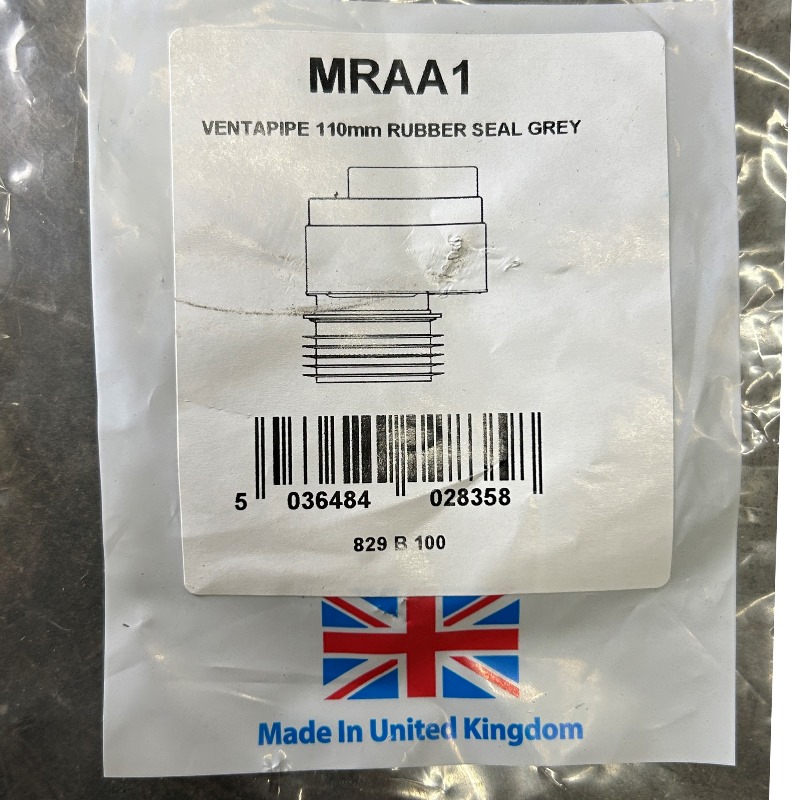 MRAA1
VENTAPIPE 110mm RUBBER SEAL GREY
5 036484 028358
829 B 100
Made In United Kingdom